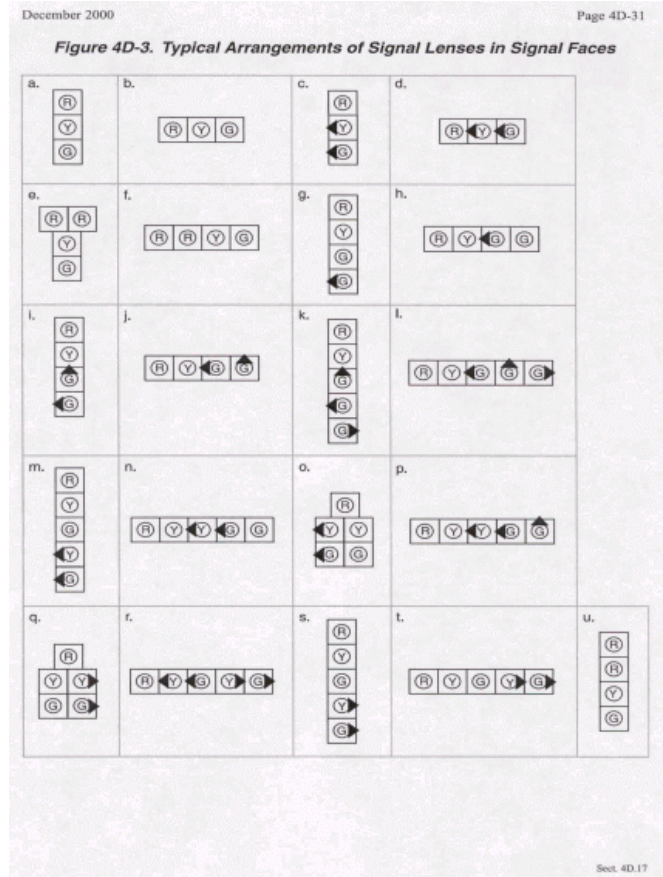 December 2000 Page 4D-31
Figure 4D-3. Typical Arrangements of Signal Lenses in Signal Faces
a.
R
Y
G
b.
R Y G
c.
R
Y
G
d.
R Y G
e.
R R
Y
G
f.
R R Y G
g.
R
Y
G
G
h.
R Y G G
i.
R
Y
G
G
j.
R Y G G
k.
R
Y
G
G
G
l.
R Y G G G
m.
R
Y
G
Y
G
n.
R Y Y G G
o.
R
Y Y
G G
p.
R Y Y G G
q.
R
Y Y
G G
r.
R Y G Y G
s.
R
Y
G
Y
G
t.
R Y G Y G
u.
R
R
Y
G
Sect. 4D.17